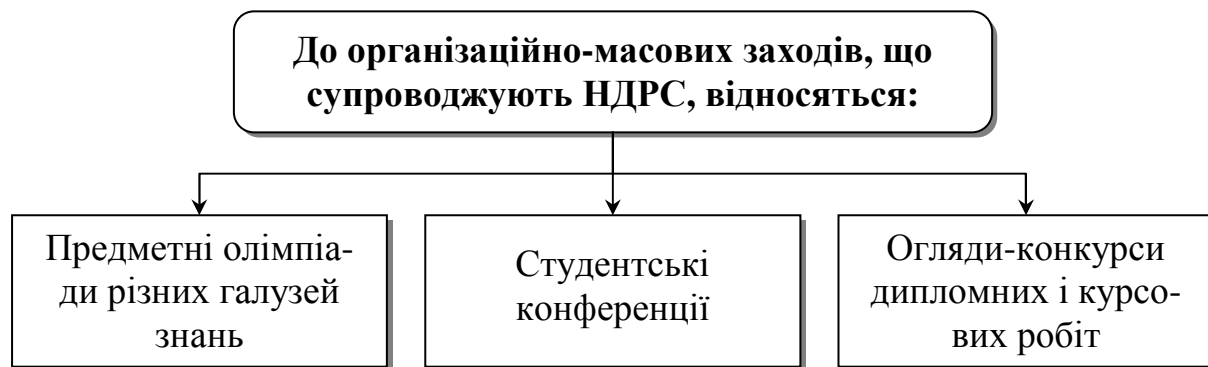 До організаційно-масових заходів, що
супроводжують НДРС, відносяться:
Предметні олімпіа-
ди різних галузей
знань
Студентські
конференції
Огляди-конкурси
дипломних і курсо-
вих робіт